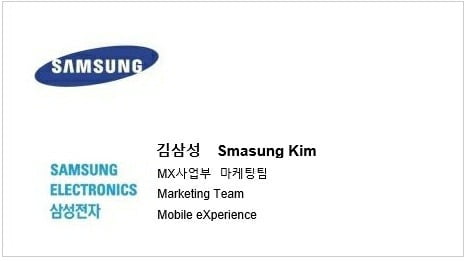 SAMSUNG
김삼성 Smasung Kim
MX사업부 마케팅팀
Marketing Team
Mobile eXperience
SAMSUNG
ELECTRONICS
삼성전자